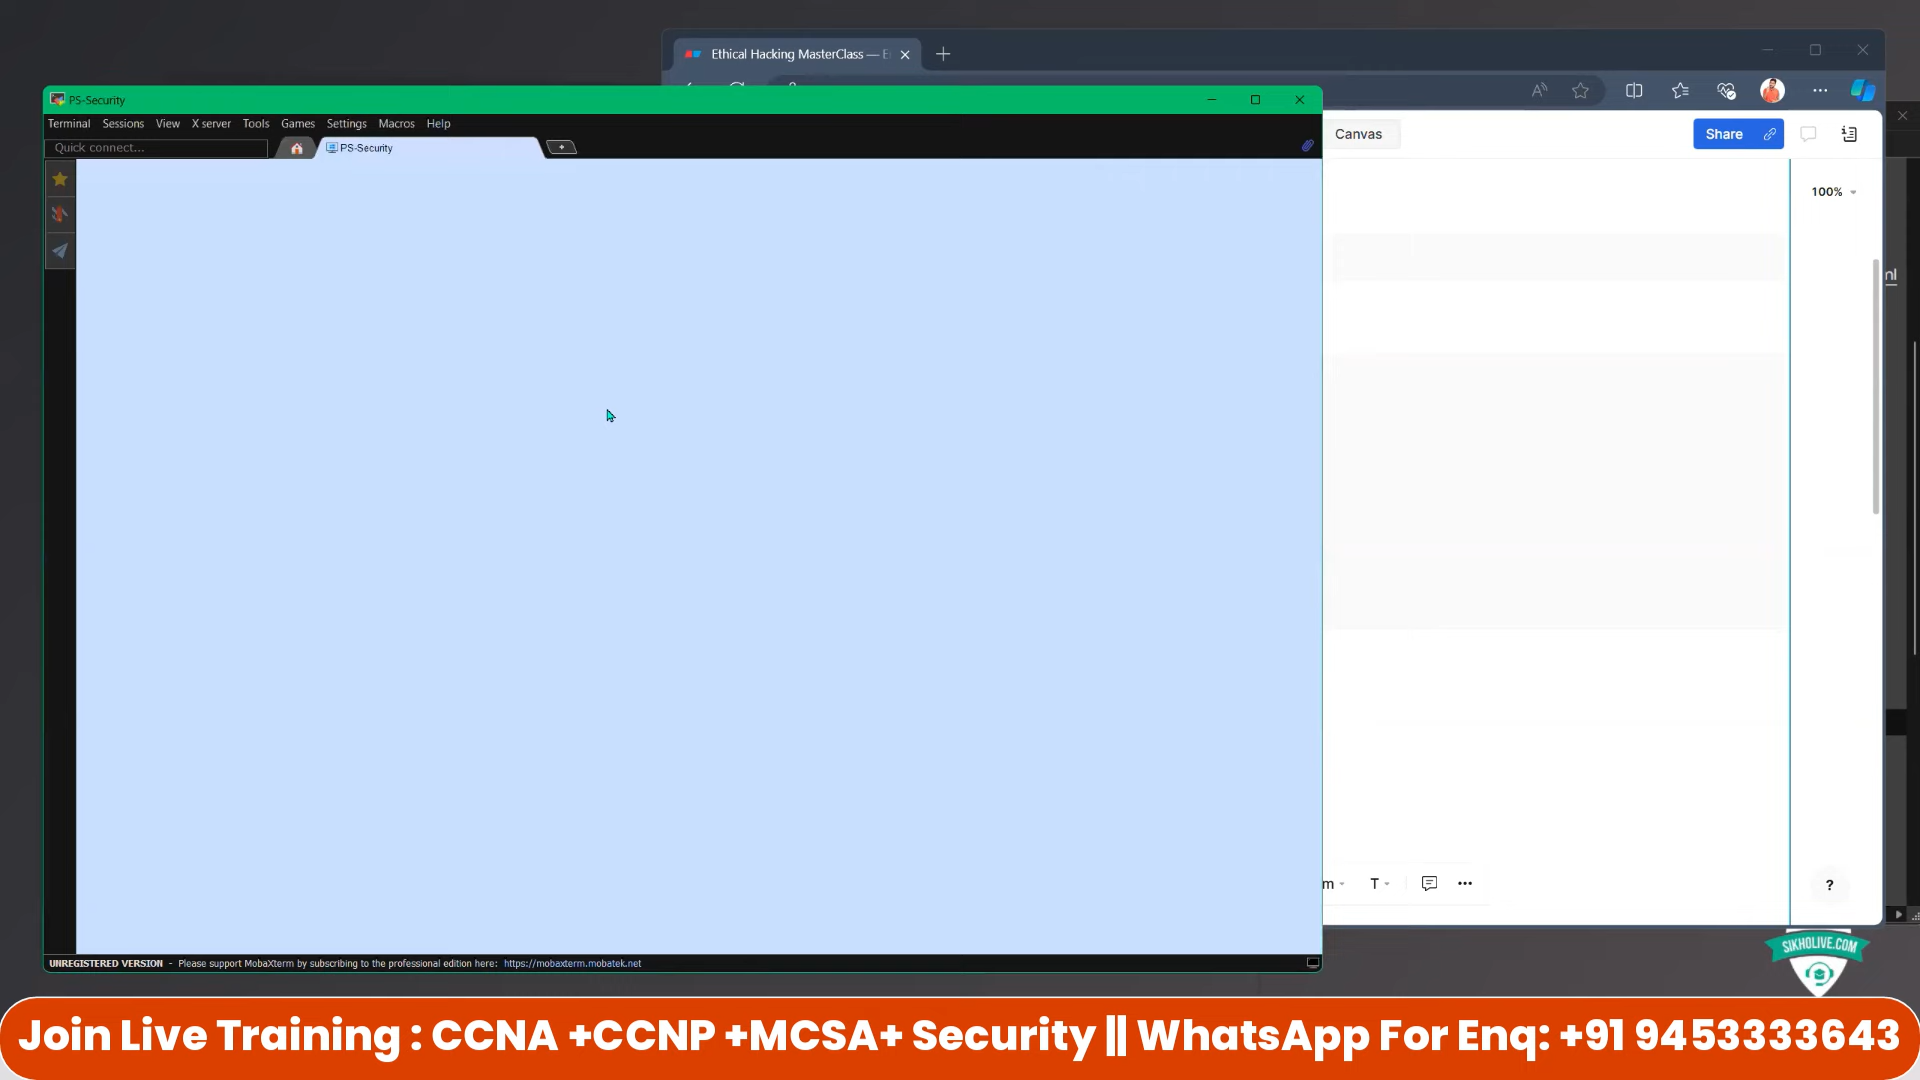 Ethical Hacking MasterClass — E
PS-Security
Terminal Sessions View X server Tools Games Settings Macros Help
Quick connect...
PS-Security
Canvas
Share
100%
nl
m
T
?
UNREGISTERED VERSION - Please support MobaXterm by subscribing to the professional edition here: https://mobaxterm.mobatek.net
SIKHOLIVE.COM
Join Live Training : CCNA +CCNP +MCSA+ Security || WhatsApp For Enq: +91 9453333643